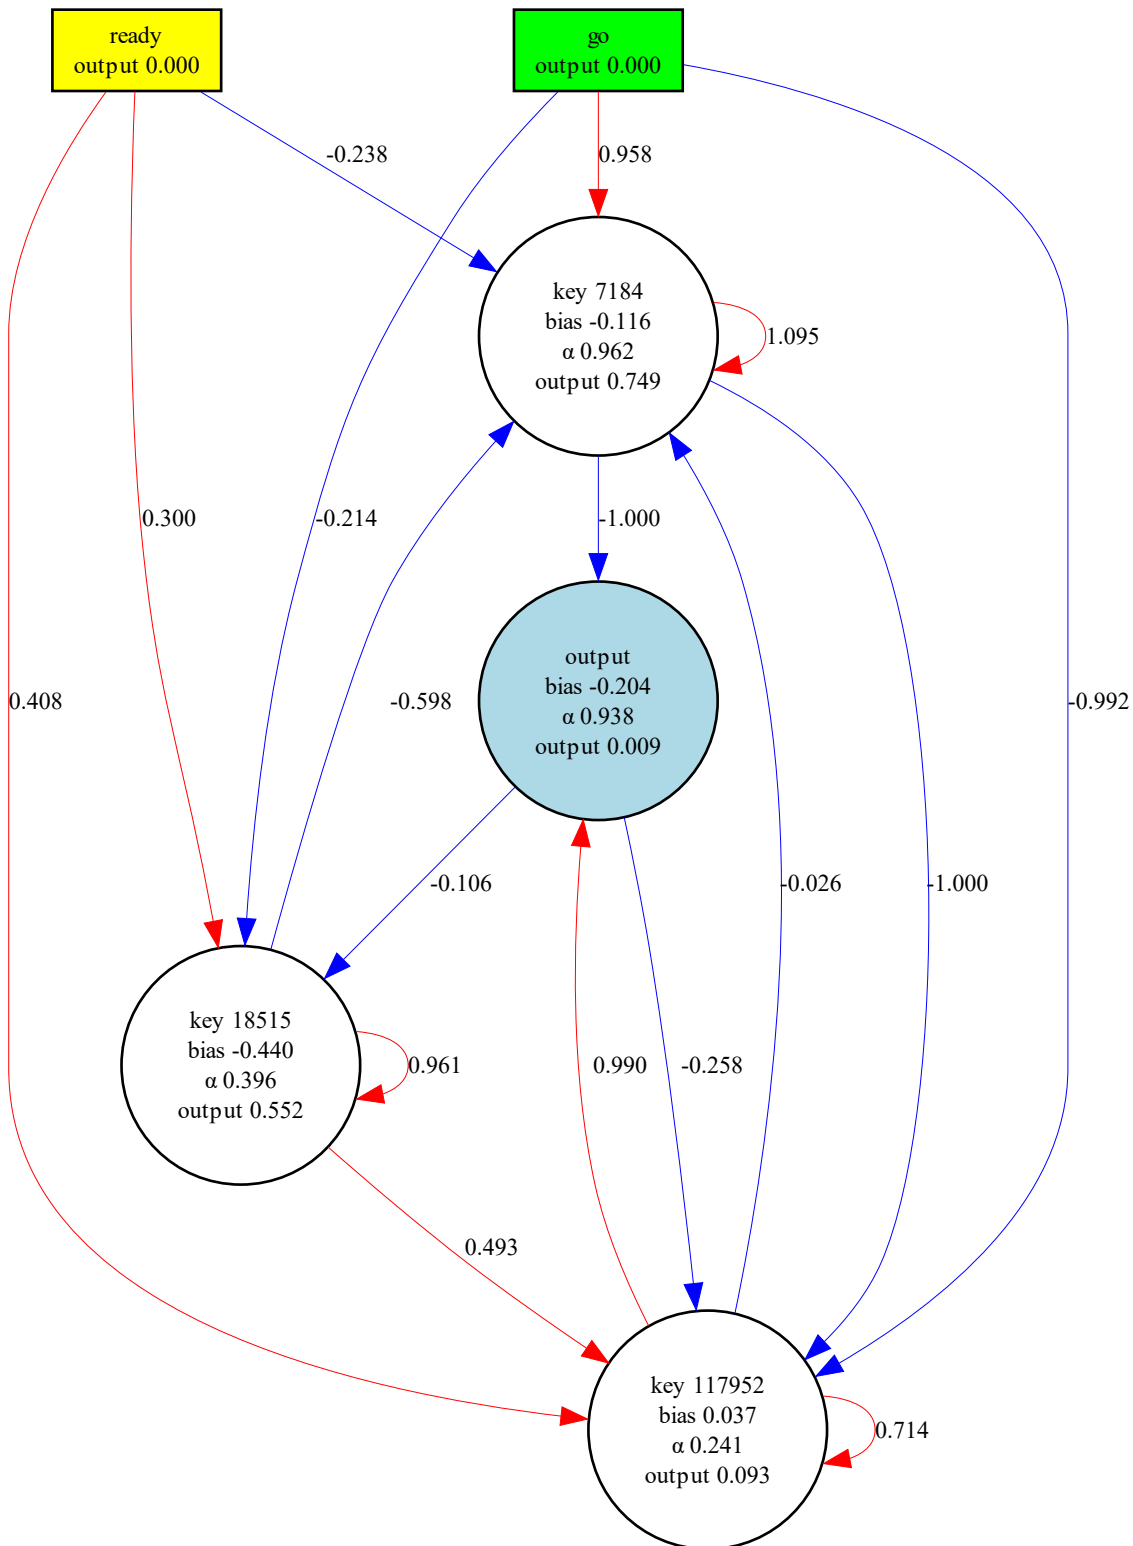 ready
output 0.000
go
output 0.000
-0.238
0.958
key 7184
bias -0.116
α 0.962
output 0.749
1.095
0.300
-0.214
-1.000
output
bias -0.204
α 0.938
output 0.009
0.408
-0.598
-0.992
-0.106
-0.026
-1.000
key 18515
bias -0.440
α 0.396
output 0.552
0.961
0.990
-0.258
0.493
key 117952
bias 0.037
α 0.241
output 0.093
0.714